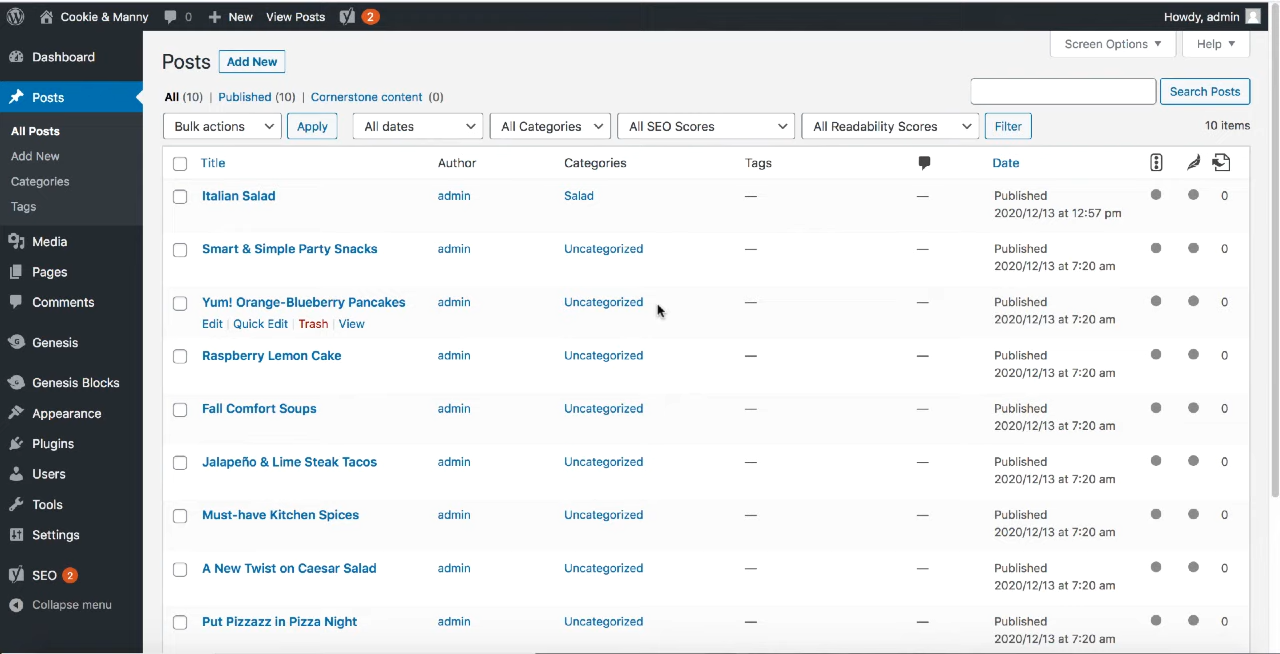 Cookie & Manny 0 New View Posts 2 Howdy, admin
Screen Options Help
Dashboard
Posts
All Posts
Add New
Categories
Tags
Media
Pages
Comments
Genesis
Genesis Blocks
Appearance
Plugins
Users
Tools
Settings
SEO 2
Collapse menu
Posts Add New
All (10) | Published (10) | Cornerstone content (0)
Search Posts
Bulk actions Apply All dates All Categories All SEO Scores All Readability Scores Filter 10 items
Title Author Categories Tags Date
Italian Salad admin Salad — — Published 0
2020/12/13 at 12:57 pm
Smart & Simple Party Snacks admin Uncategorized — — Published 0
2020/12/13 at 7:20 am
Yum! Orange-Blueberry Pancakes admin Uncategorized — — Published 0
Edit | Quick Edit | Trash | View 2020/12/13 at 7:20 am
Raspberry Lemon Cake admin Uncategorized — — Published 0
2020/12/13 at 7:20 am
Fall Comfort Soups admin Uncategorized — — Published 0
2020/12/13 at 7:20 am
Jalapeño & Lime Steak Tacos admin Uncategorized — — Published 0
2020/12/13 at 7:20 am
Must-have Kitchen Spices admin Uncategorized — — Published 0
2020/12/13 at 7:20 am
A New Twist on Caesar Salad admin Uncategorized — — Published 0
2020/12/13 at 7:20 am
Put Pizzazz in Pizza Night admin Uncategorized — — Published 0
2020/12/13 at 7:20 am